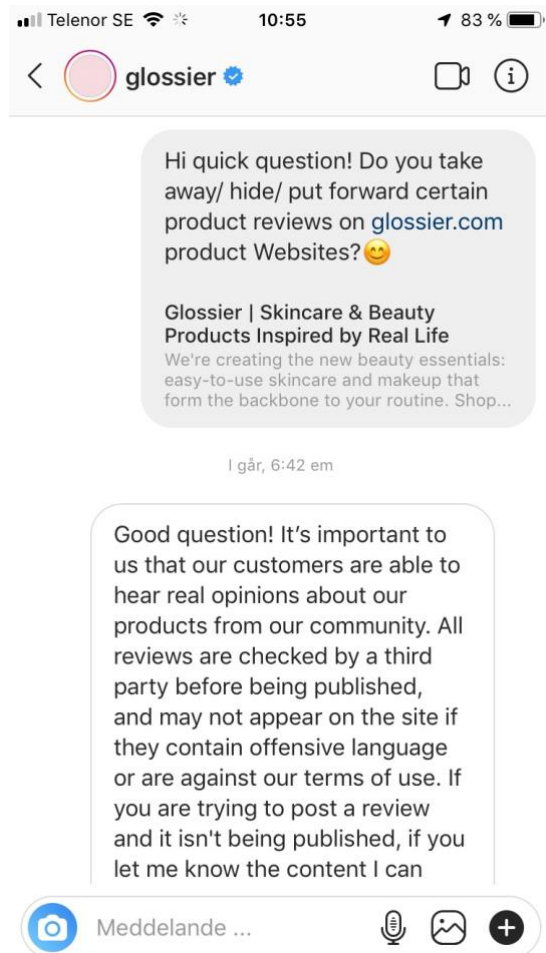 Telenor SE 10:55 83 %
glossier
Hi quick question! Do you take
away/ hide/ put forward certain
product reviews on glossier.com
product Websites?😊
Glossier | Skincare & Beauty
Products Inspired by Real Life
We're creating the new beauty essentials:
easy-to-use skincare and makeup that
form the backbone to your routine. Shop...
I går, 6:42 em
Good question! It’s important to
us that our customers are able to
hear real opinions about our
products from our community. All
reviews are checked by a third
party before being published,
and may not appear on the site if
they contain offensive language
or are against our terms of use. If
you are trying to post a review
and it isn't being published, if you
let me know the content I can
Meddelande ...